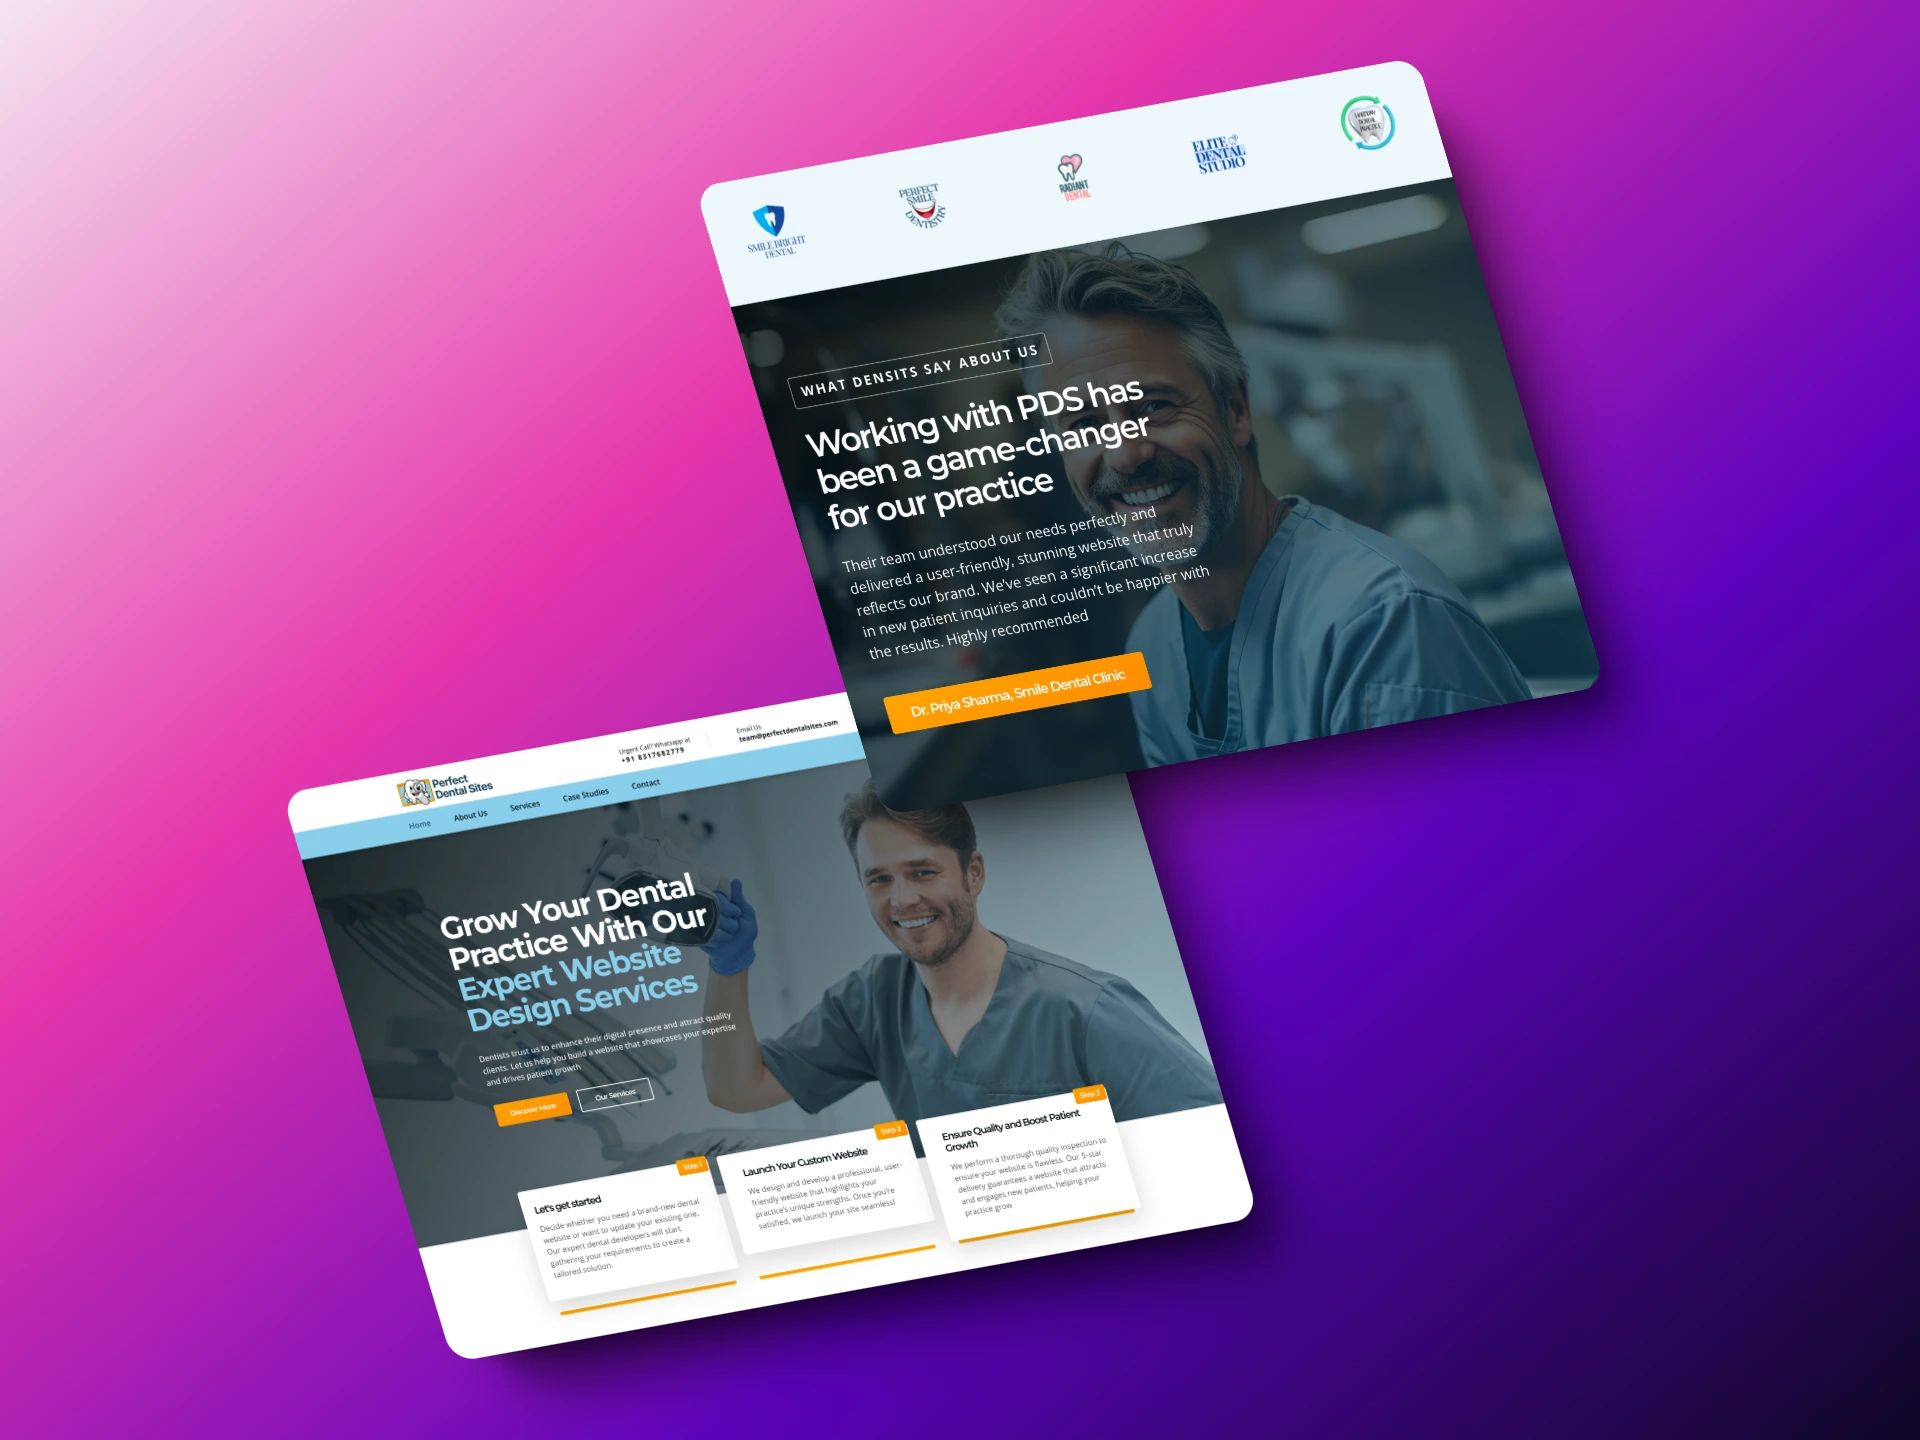 SMILE BRIGHT
DENTAL
PERFECT
SMILE
DENTISTRY
RADIANT
DENTAL
ELITE
DENTAL
STUDIO
HARMONY
DENTAL
PRACTICE
WHAT DENSITS SAY ABOUT US
Working with PDS has
been a game-changer
for our practice
Their team understood our needs perfectly and
delivered a user-friendly, stunning website that truly
reflects our brand. We've seen a significant increase
in new patient inquiries and couldn't be happier with
the results. Highly recommended
Dr. Priya Sharma, Smile Dental Clinic
Perfect
Dental Sites
Urgent Call? Whatsapp at
+91 8317682779
Email Us
team@perfectdentalsites.com
Home About Us Services Case Studies Contact
Grow Your Dental
Practice With Our
Expert Website
Design Services
Dentists trust us to enhance their digital presence and attract quality
clients. Let us help you build a website that showcases your expertise
and drives patient growth
Discover More
Our Services
Step 1
Let's get started
Decide whether you need a brand-new dental
website or want to update your existing one.
Our expert dental developers will start
gathering your requirements to create a
tailored solution.
Step 2
Launch Your Custom Website
We design and develop a professional, user-
friendly website that highlights your
practice's unique strengths. Once you're
satisfied, we launch your site seamlessl
Step 3
Ensure Quality and Boost Patient
Growth
We perform a thorough quality inspection to
ensure your website is flawless. Our 5-star
delivery guarantees a website that attracts
and engages new patients, helping your
practice grow